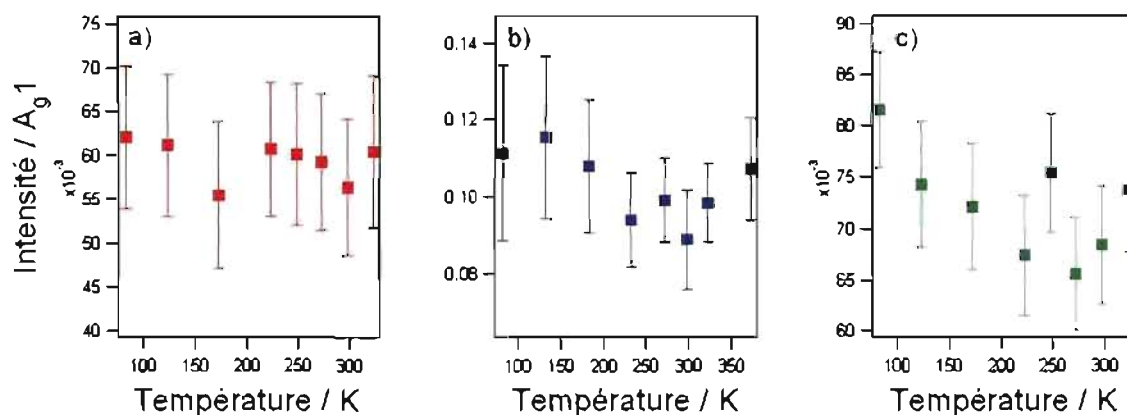 Intensité / Ag1
a)
x10⁻³
75
70
65
60
55
50
45
40
100 150 200 250 300
Température / K
b)
0.14
0.12
0.10
0.08
100 150 200 250 300 350
Température / K
c)
x10⁻³
90
85
80
75
70
65
60
100 150 200 250 300
Température / K